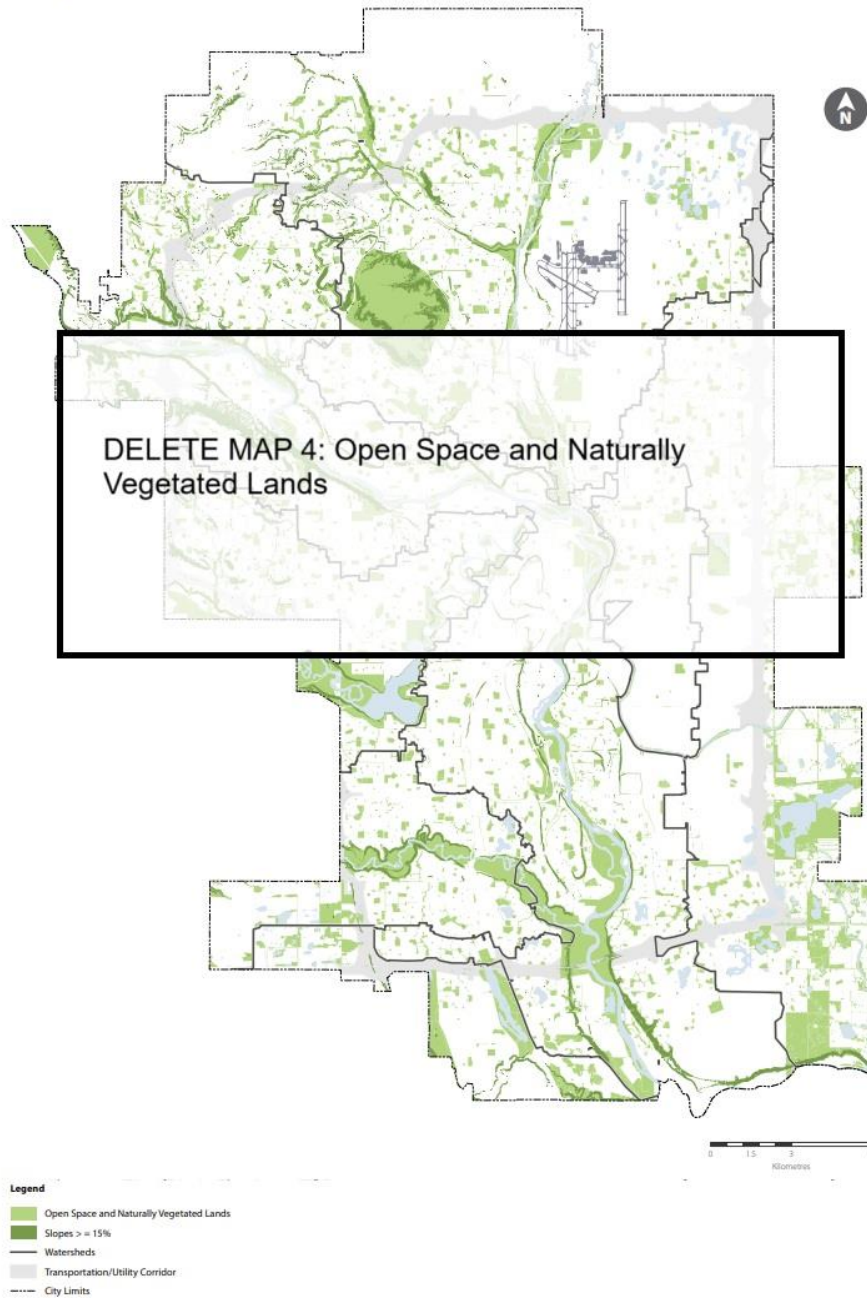 N
DELETE MAP 4: Open Space and Naturally
Vegetated Lands
0 1.5 3
Kilometres
Legend
Open Space and Naturally Vegetated Lands
Slopes > = 15%
Watersheds
Transportation/Utility Corridor
City Limits